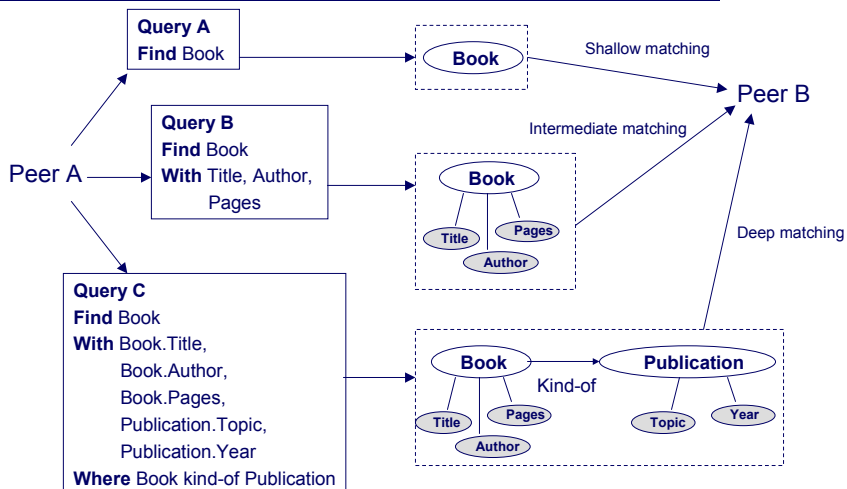 Query A
Find Book
Book
Shallow matching
Peer B
Query B
Find Book
With Title, Author,
Pages
Intermediate matching
Book
Title
Pages
Author
Peer A
Deep matching
Query C
Find Book
With Book.Title,
Book.Author,
Book.Pages,
Publication.Topic,
Publication.Year
Where Book kind-of Publication
Book
Kind-of
Publication
Title
Pages
Author
Topic
Year